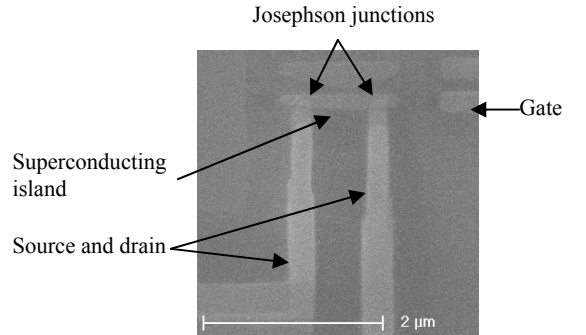 Josephson junctions
Gate
Superconducting
island
Source and drain
2 µm